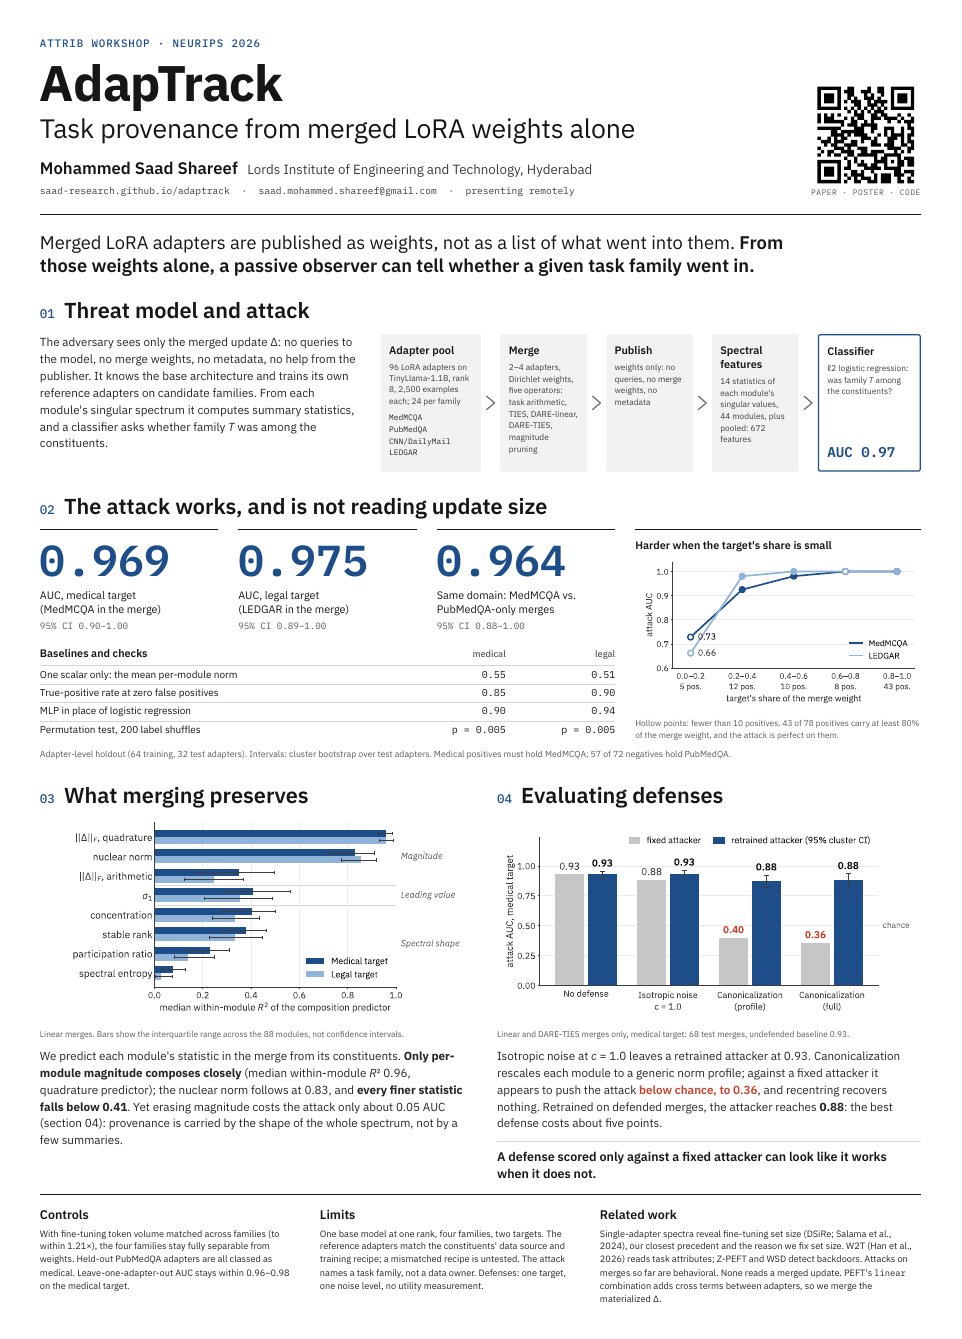 ATTRIB WORKSHOP · NEURIPS 2026
AdapTrack
Task provenance from merged LoRA weights alone
Mohammed Saad Shareef Lords Institute of Engineering and Technology, Hyderabad
saad-research.github.io/adaptrack · saad.mohammed.shareef@gmail.com · presenting remotely
PAPER · POSTER · CODE
Merged LoRA adapters are published as weights, not as a list of what went into them. From
those weights alone, a passive observer can tell whether a given task family went in.
01 Threat model and attack
The adversary sees only the merged update Δ: no queries to
the model, no merge weights, no metadata, no help from the
publisher. It knows the base architecture and trains its own
reference adapters on candidate families. From each
module's singular spectrum it computes summary statistics,
and a classifier asks whether family T was among the
constituents.
Adapter pool
96 LoRA adapters on
TinyLlama-1.1B, rank
8, 2,500 examples
each; 24 per family
MedMCQA
PubMedQA
CNN/DailyMail
LEDGAR
Merge
2–4 adapters,
Dirichlet weights,
five operators:
task arithmetic,
TIES, DARE-linear,
DARE-TIES,
magnitude
pruning
Publish
weights only: no
queries, no merge
weights, no
metadata
Spectral
features
14 statistics of
each module's
singular values,
44 modules, plus
pooled: 672
features
Classifier
ℓ2 logistic regression:
was family T among
the constituents?
AUC 0.97
02 The attack works, and is not reading update size
0.969
AUC, medical target
(MedMCQA in the merge)
95% CI 0.90–1.00
0.975
AUC, legal target
(LEDGAR in the merge)
95% CI 0.89–1.00
0.964
Same domain: MedMCQA vs.
PubMedQA-only merges
95% CI 0.88–1.00
Baselines and checks medical legal
One scalar only: the mean per-module norm 0.55 0.51
True-positive rate at zero false positives 0.85 0.90
MLP in place of logistic regression 0.90 0.94
Permutation test, 200 label shuffles p = 0.005 p = 0.005
Harder when the target's share is small
attack AUC
1.0
0.9
0.8
0.7
0.6
0.73
0.66
MedMCQA
LEDGAR
0.0–0.2 0.2–0.4 0.4–0.6 0.6–0.8 0.8–1.0
5 pos. 12 pos. 10 pos. 8 pos. 43 pos.
target's share of the merge weight
Hollow points: fewer than 10 positives. 43 of 78 positives carry at least 80%
of the merge weight, and the attack is perfect on them.
Adapter-level holdout (64 training, 32 test adapters). Intervals: cluster bootstrap over test adapters. Medical positives must hold MedMCQA; 57 of 72 negatives hold PubMedQA.
03 What merging preserves
||Δ||F, quadrature
nuclear norm
||Δ||F, arithmetic
σ1
concentration
stable rank
participation ratio
spectral entropy
Magnitude
Leading value
Spectral shape
Medical target
Legal target
0.0 0.2 0.4 0.6 0.8 1.0
median within-module R² of the composition predictor
Linear merges. Bars show the interquartile range across the 88 modules, not confidence intervals.
We predict each module's statistic in the merge from its constituents. Only per-
module magnitude composes closely (median within-module R² 0.96,
quadrature predictor); the nuclear norm follows at 0.83, and every finer statistic
falls below 0.41. Yet erasing magnitude costs the attack only about 0.05 AUC
(section 04): provenance is carried by the shape of the whole spectrum, not by a
few summaries.
04 Evaluating defenses
fixed attacker retrained attacker (95% cluster CI)
attack AUC, medical target
1.00
0.75
0.50
0.25
0.00
0.93 0.93 0.88 0.93 0.40 0.88 0.36 0.88
chance
No defense Isotropic noise Canonicalization Canonicalization
c = 1.0 (profile) (full)
Linear and DARE-TIES merges only, medical target: 68 test merges, undefended baseline 0.93.
Isotropic noise at c = 1.0 leaves a retrained attacker at 0.93. Canonicalization
rescales each module to a generic norm profile; against a fixed attacker it
appears to push the attack below chance, to 0.36, and recentring recovers
nothing. Retrained on defended merges, the attacker reaches 0.88: the best
defense costs about five points.
A defense scored only against a fixed attacker can look like it works
when it does not.
Controls
With fine-tuning token volume matched across families (to
within 1.21×), the four families stay fully separable from
weights. Held-out PubMedQA adapters are all classed as
medical. Leave-one-adapter-out AUC stays within 0.96–0.98
on the medical target.
Limits
One base model at one rank, four families, two targets. The
reference adapters match the constituents' data source and
training recipe; a mismatched recipe is untested. The attack
names a task family, not a data owner. Defenses: one target,
one noise level, no utility measurement.
Related work
Single-adapter spectra reveal fine-tuning set size (DSiRe; Salama et al.,
2024), our closest precedent and the reason we fix set size. W2T (Han et al.,
2026) reads task attributes; Z-PEFT and WSD detect backdoors. Attacks on
merges so far are behavioral. None reads a merged update. PEFT's linear
combination adds cross terms between adapters, so we merge the
materialized Δ.